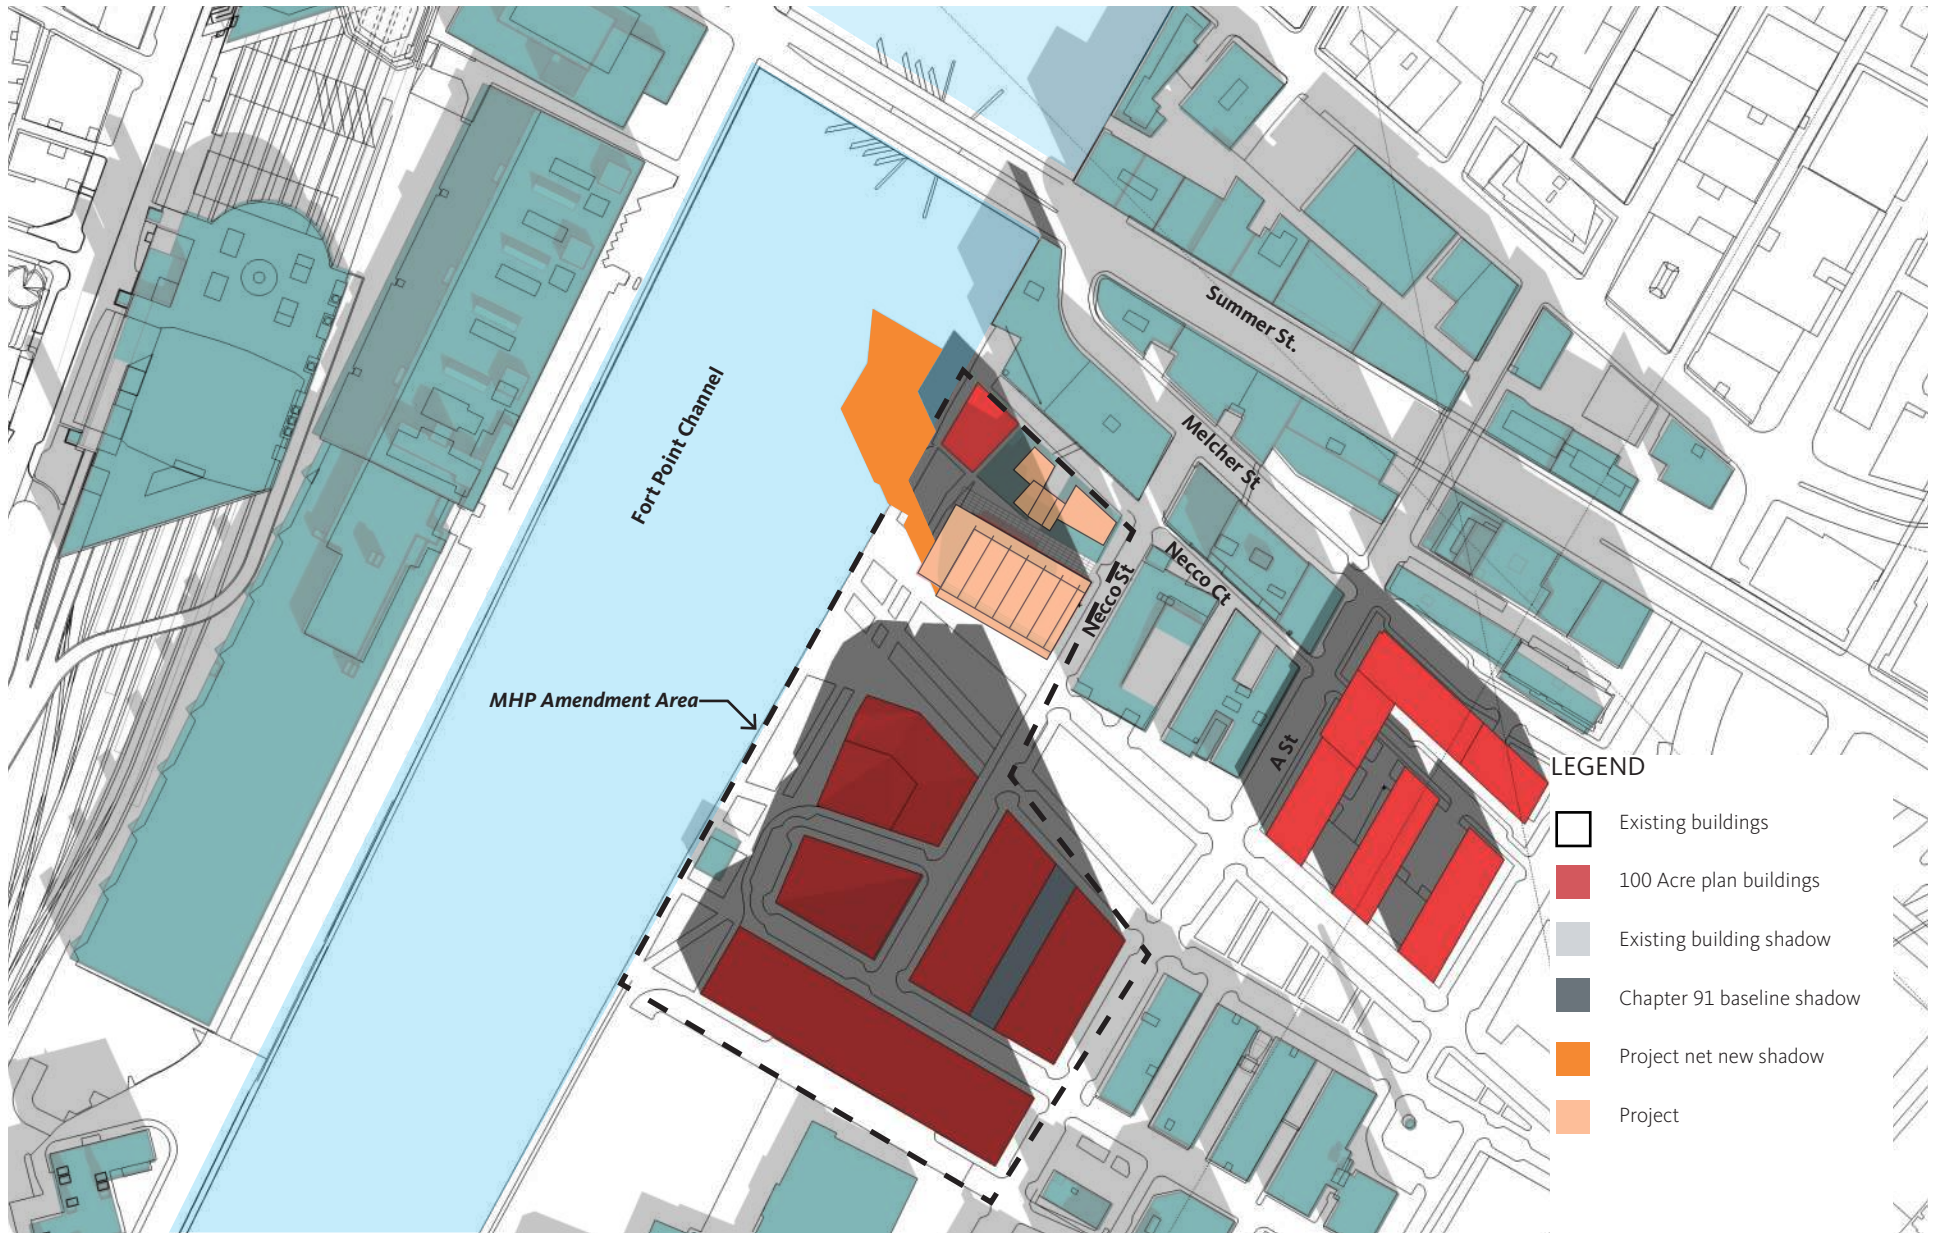 Summer St.
Fort Point Channel
Melcher St
Necco Ct
Necco St
MHP Amendment Area
A St
LEGEND
Existing buildings
100 Acre plan buildings
Existing building shadow
Chapter 91 baseline shadow
Project net new shadow
Project